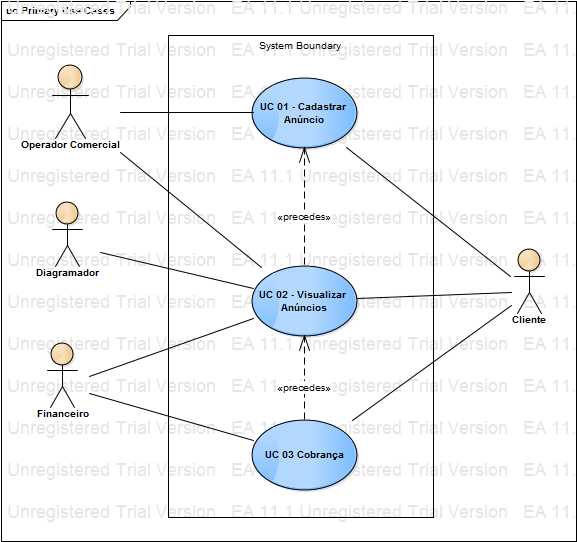 uc Primary Use Cases
System Boundary
UC 01 - Cadastrar
Anúncio
Operador Comercial
«precedes»
Diagramador
UC 02 - Visualizar
Anúncios
Cliente
«precedes»
Financeiro
UC 03 Cobrança
Unregistered Trial Version EA 11.1 Unregistered Trial Version EA 11.
Unregistered Trial Version EA 11.1 Unregistered Trial Version EA 11.
Unregistered Trial Version EA 11.1 Unregistered Trial Version EA 11.
Unregistered Trial Version EA 11.1 Unregistered Trial Version EA 11.
Unregistered Trial Version EA 11.1 Unregistered Trial Version EA 11.
Unregistered Trial Version EA 11.1 Unregistered Trial Version EA 11.
Unregistered Trial Version EA 11.1 Unregistered Trial Version EA 11.
Unregistered Trial Version EA 11.1 Unregistered Trial Version EA 11.
Unregistered Trial Version EA 11.1 Unregistered Trial Version EA 11.
Unregistered Trial Version EA 11.1 Unregistered Trial Version EA 11.
Unregistered Trial Version EA 11.1 Unregistered Trial Version EA 11.
Unregistered Trial Version EA 11.1 Unregistered Trial Version EA 11.
Unregistered Trial Version EA 11.1 Unregistered Trial Version EA 11.